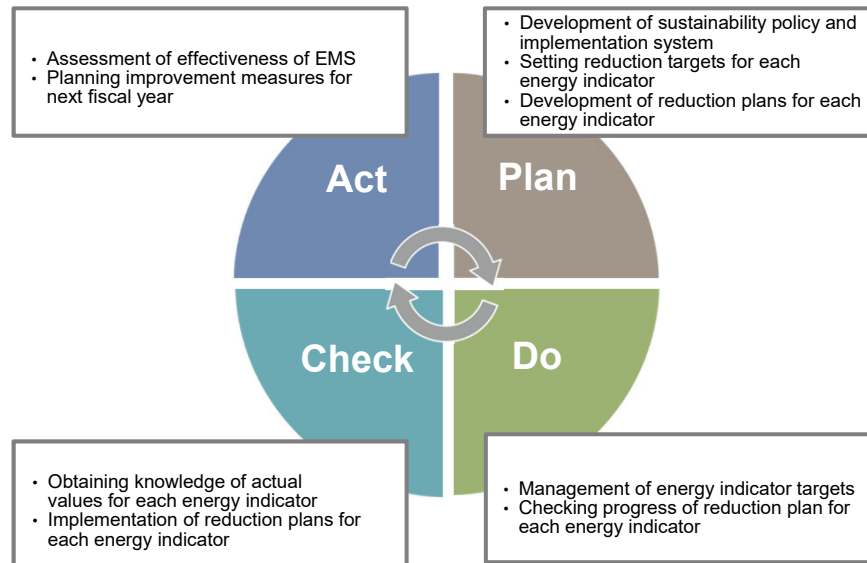 • Assessment of effectiveness of EMS
• Planning improvement measures for
next fiscal year
• Development of sustainability policy and
implementation system
• Setting reduction targets for each
energy indicator
• Development of reduction plans for each
energy indicator
Act
Plan
Check
Do
• Obtaining knowledge of actual
values for each energy indicator
• Implementation of reduction plans for
each energy indicator
• Management of energy indicator targets
• Checking progress of reduction plan for
each energy indicator